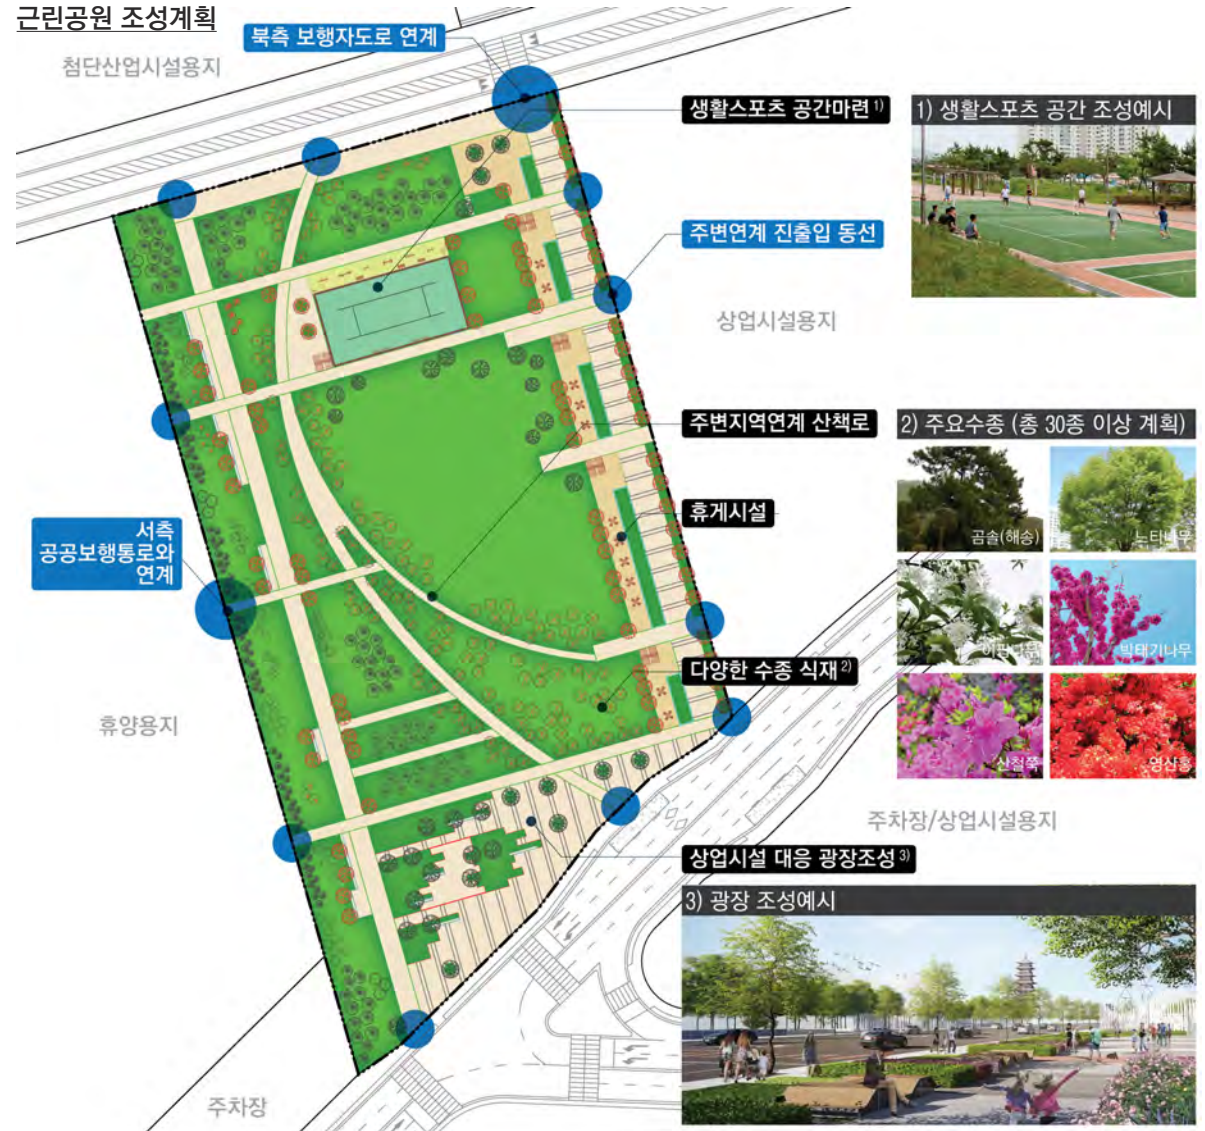 근린공원 조성계획
북측 보행자도로 연계
첨단산업시설용지
생활스포츠 공간마련 1)
1) 생활스포츠 공간 조성예시
주변연계 진출입 동선
상업시설용지
주변지역연계 산책로
2) 주요수종 (총 30종 이상 계획)
곰솔(해송)
느티나무
휴게시설
서측
공공보행통로와
연계
이팝나무
박태기나무
다양한 수종 식재 2)
휴양용지
산철쭉
영산홍
주차장/상업시설용지
상업시설 대응 광장조성 3)
3) 광장 조성예시
주차장